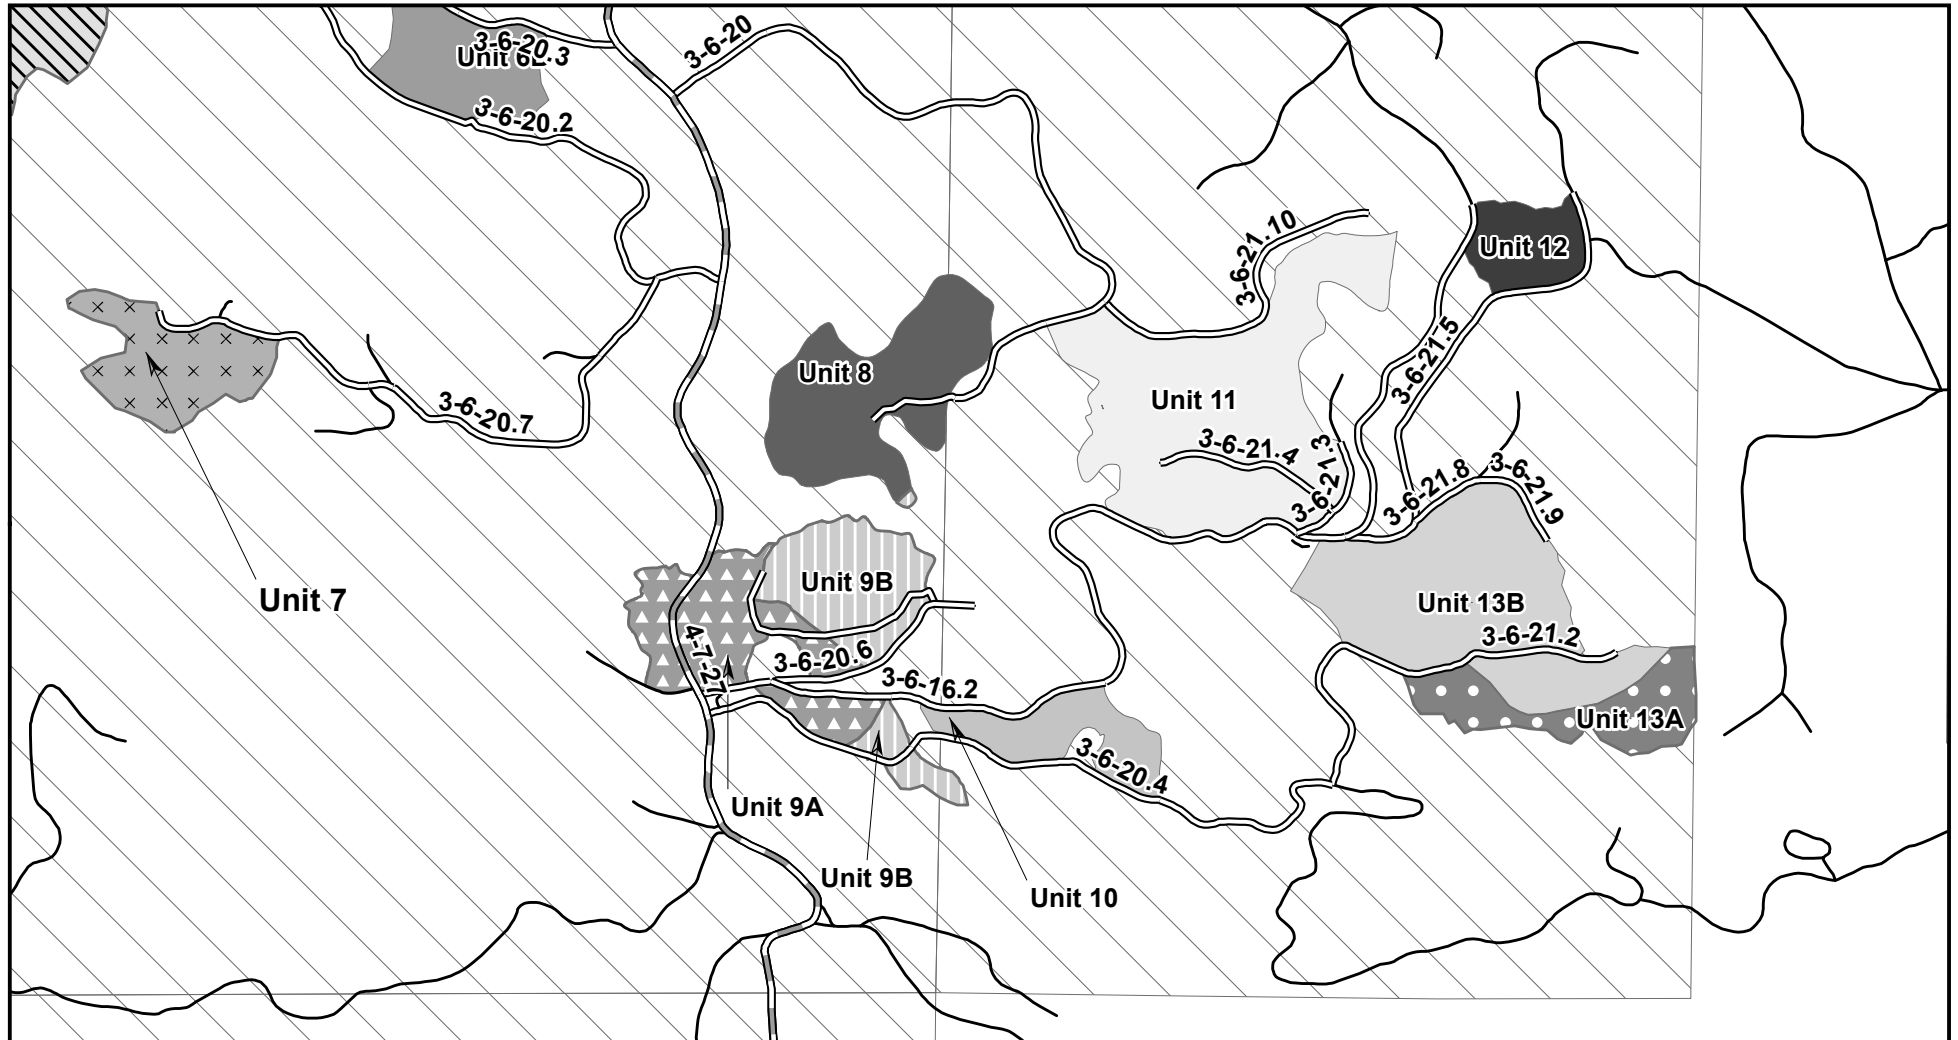 3-6-20
3-6-20.3
Unit 6
3-6-20.2
3-6-21.10
Unit 12
3-6-21.5
Unit 8
Unit 11
3-6-20.7
3-6-21.4
3-6-21.3
3-6-21.8
3-6-21.9
Unit 7
Unit 9B
Unit 13B
3-6-21.2
4-7-27
3-6-20.6
3-6-16.2
Unit 13A
3-6-20.4
Unit 9A
Unit 9B
Unit 10